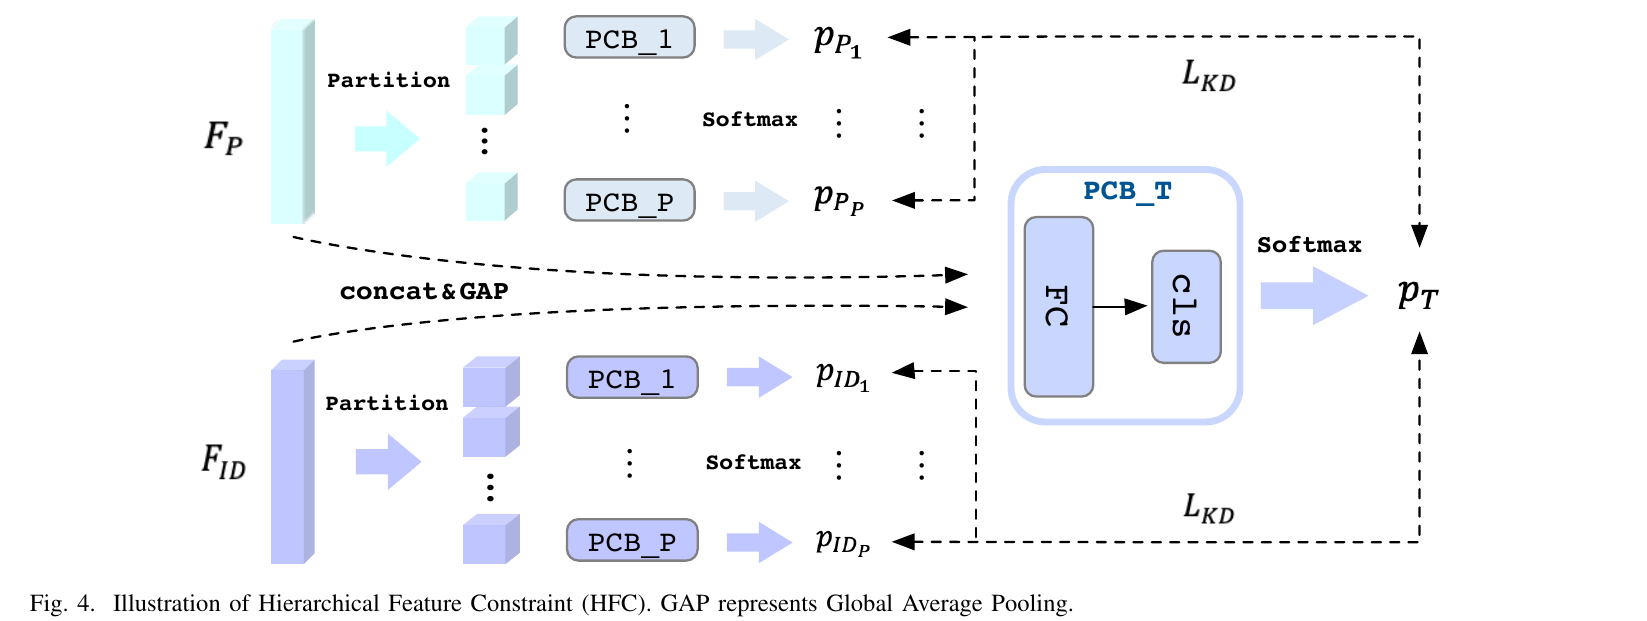 F_P
Partition
PCB_1
p_{P_1}
L_{KD}
Softmax
PCB_P
p_{P_P}
concat&GAP
PCB_T
FC
cls
Softmax
p_T
F_{ID}
Partition
PCB_1
p_{ID_1}
Softmax
PCB_P
p_{ID_P}
L_{KD}
Fig. 4. Illustration of Hierarchical Feature Constraint (HFC). GAP represents Global Average Pooling.